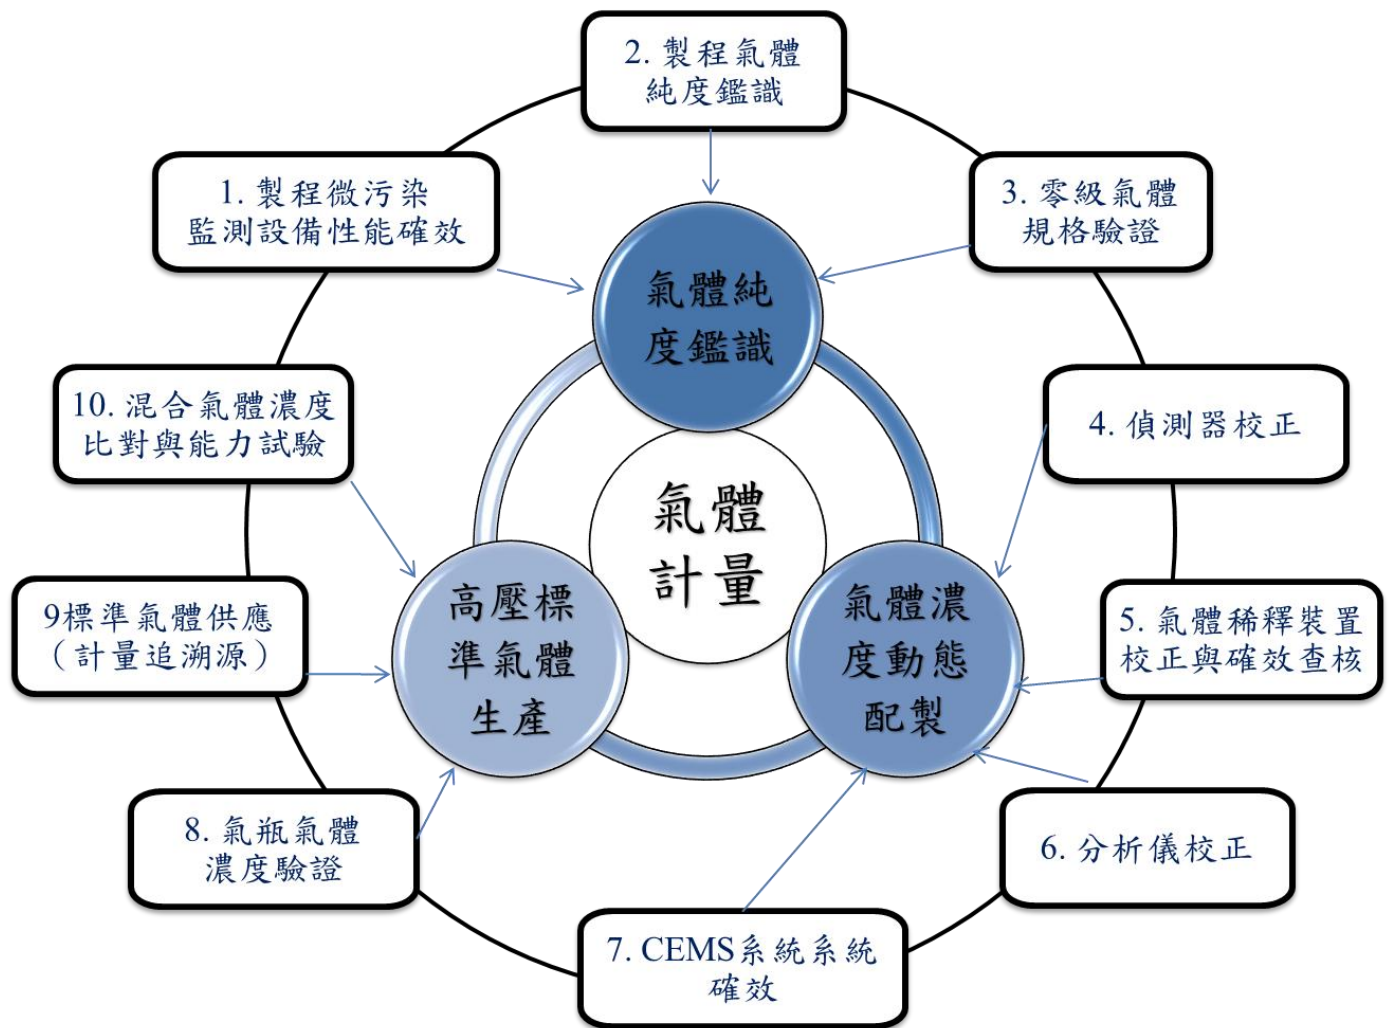 2. 製程氣體
純度鑑識
1. 製程微污染
監測設備性能確效
3. 零級氣體
規格驗證
氣體純
度鑑識
10. 混合氣體濃度
比對與能力試驗
4. 偵測器校正
氣體
計量
9標準氣體供應
（計量追溯源）
高壓標
準氣體
生產
氣體濃
度動態
配製
5. 氣體稀釋裝置
校正與確效查核
8. 氣瓶氣體
濃度驗證
6. 分析儀校正
7. CEMS系統系統
確效